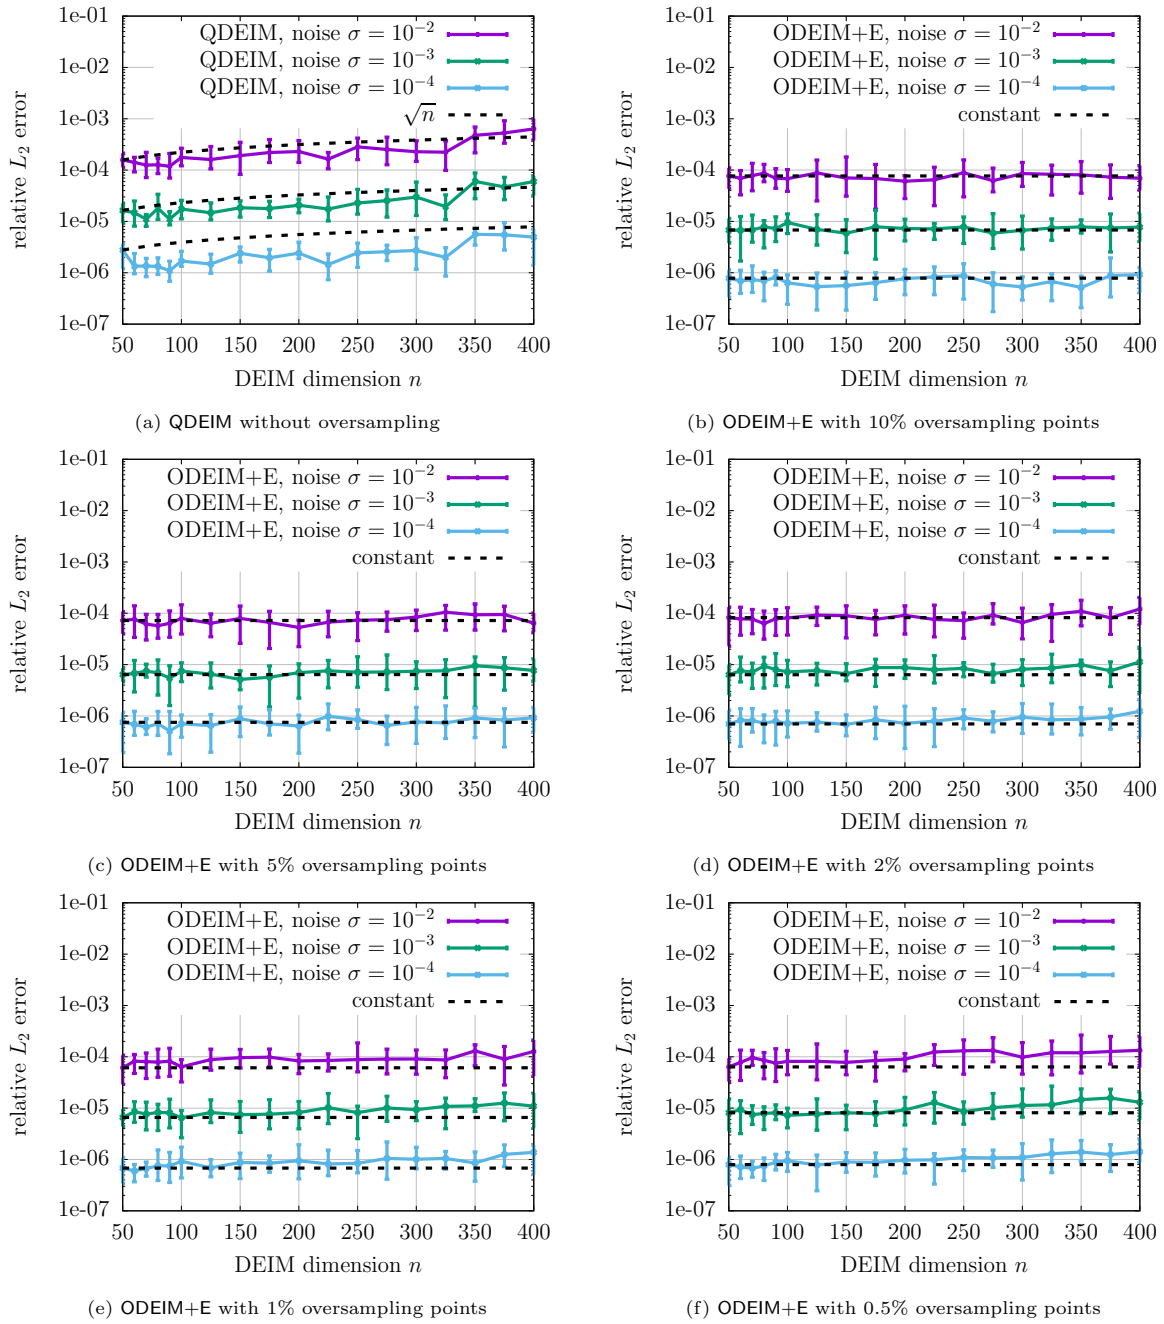 1e-01
1e-02
1e-03
1e-04
1e-05
1e-06
1e-07
relative L₂ error
QDEIM, noise σ = 10⁻²
QDEIM, noise σ = 10⁻³
QDEIM, noise σ = 10⁻⁴
√n
50 100 150 200 250 300 350 400
DEIM dimension n
(a) QDEIM without oversampling
1e-01
1e-02
1e-03
1e-04
1e-05
1e-06
1e-07
relative L₂ error
ODEIM+E, noise σ = 10⁻²
ODEIM+E, noise σ = 10⁻³
ODEIM+E, noise σ = 10⁻⁴
constant
50 100 150 200 250 300 350 400
DEIM dimension n
(b) ODEIM+E with 10% oversampling points
1e-01
1e-02
1e-03
1e-04
1e-05
1e-06
1e-07
relative L₂ error
ODEIM+E, noise σ = 10⁻²
ODEIM+E, noise σ = 10⁻³
ODEIM+E, noise σ = 10⁻⁴
constant
50 100 150 200 250 300 350 400
DEIM dimension n
(c) ODEIM+E with 5% oversampling points
1e-01
1e-02
1e-03
1e-04
1e-05
1e-06
1e-07
relative L₂ error
ODEIM+E, noise σ = 10⁻²
ODEIM+E, noise σ = 10⁻³
ODEIM+E, noise σ = 10⁻⁴
constant
50 100 150 200 250 300 350 400
DEIM dimension n
(d) ODEIM+E with 2% oversampling points
1e-01
1e-02
1e-03
1e-04
1e-05
1e-06
1e-07
relative L₂ error
ODEIM+E, noise σ = 10⁻²
ODEIM+E, noise σ = 10⁻³
ODEIM+E, noise σ = 10⁻⁴
constant
50 100 150 200 250 300 350 400
DEIM dimension n
(e) ODEIM+E with 1% oversampling points
1e-01
1e-02
1e-03
1e-04
1e-05
1e-06
1e-07
relative L₂ error
ODEIM+E, noise σ = 10⁻²
ODEIM+E, noise σ = 10⁻³
ODEIM+E, noise σ = 10⁻⁴
constant
50 100 150 200 250 300 350 400
DEIM dimension n
(f) ODEIM+E with 0.5% oversampling points